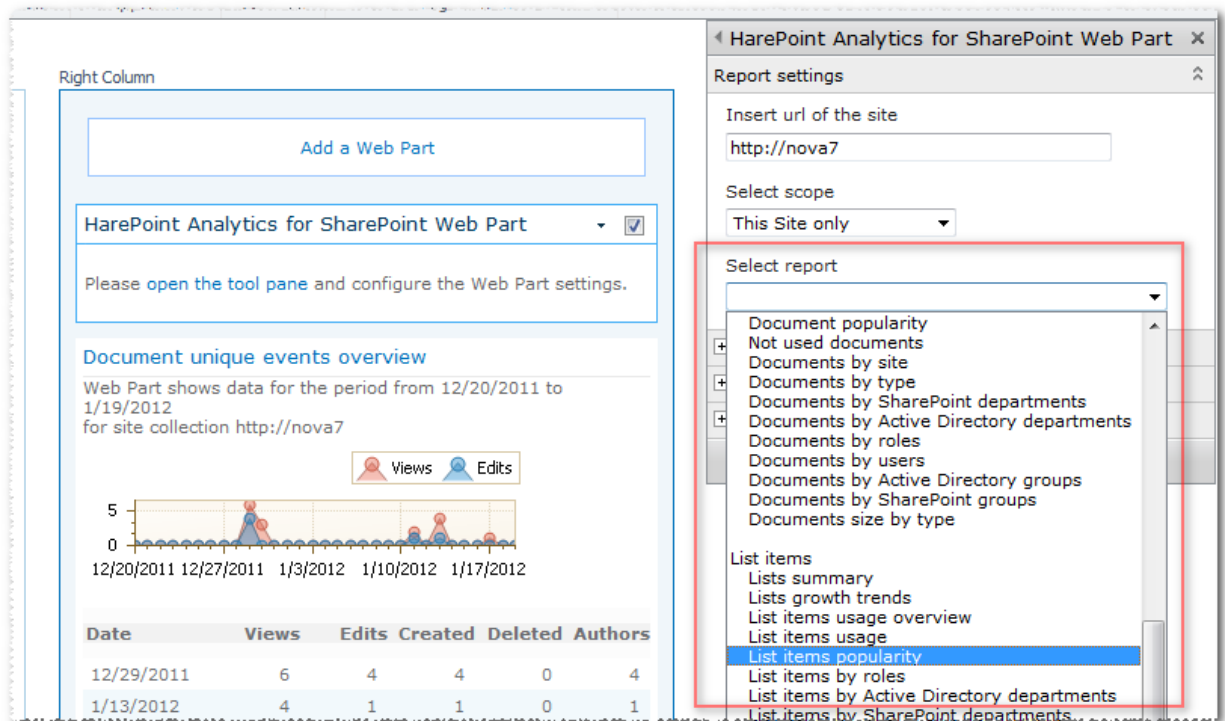 Right Column
Add a Web Part
HarePoint Analytics for SharePoint Web Part
Please open the tool pane and configure the Web Part settings.
Document unique events overview
Web Part shows data for the period from 12/20/2011 to
1/19/2012
for site collection http://nova7
Views Edits
5
0
12/20/2011 12/27/2011 1/3/2012 1/10/2012 1/17/2012
Date Views Edits Created Deleted Authors
12/29/2011 6 4 4 0 4
1/13/2012 4 1 1 0 1
HarePoint Analytics for SharePoint Web Part
Report settings
Insert url of the site
http://nova7
Select scope
This Site only
Select report
Document popularity
Not used documents
Documents by site
Documents by type
Documents by SharePoint departments
Documents by Active Directory departments
Documents by roles
Documents by users
Documents by Active Directory groups
Documents by SharePoint groups
Documents size by type
List items
Lists summary
Lists growth trends
List items usage overview
List items usage
List items popularity
List items by roles
List items by Active Directory departments
List items by SharePoint departments